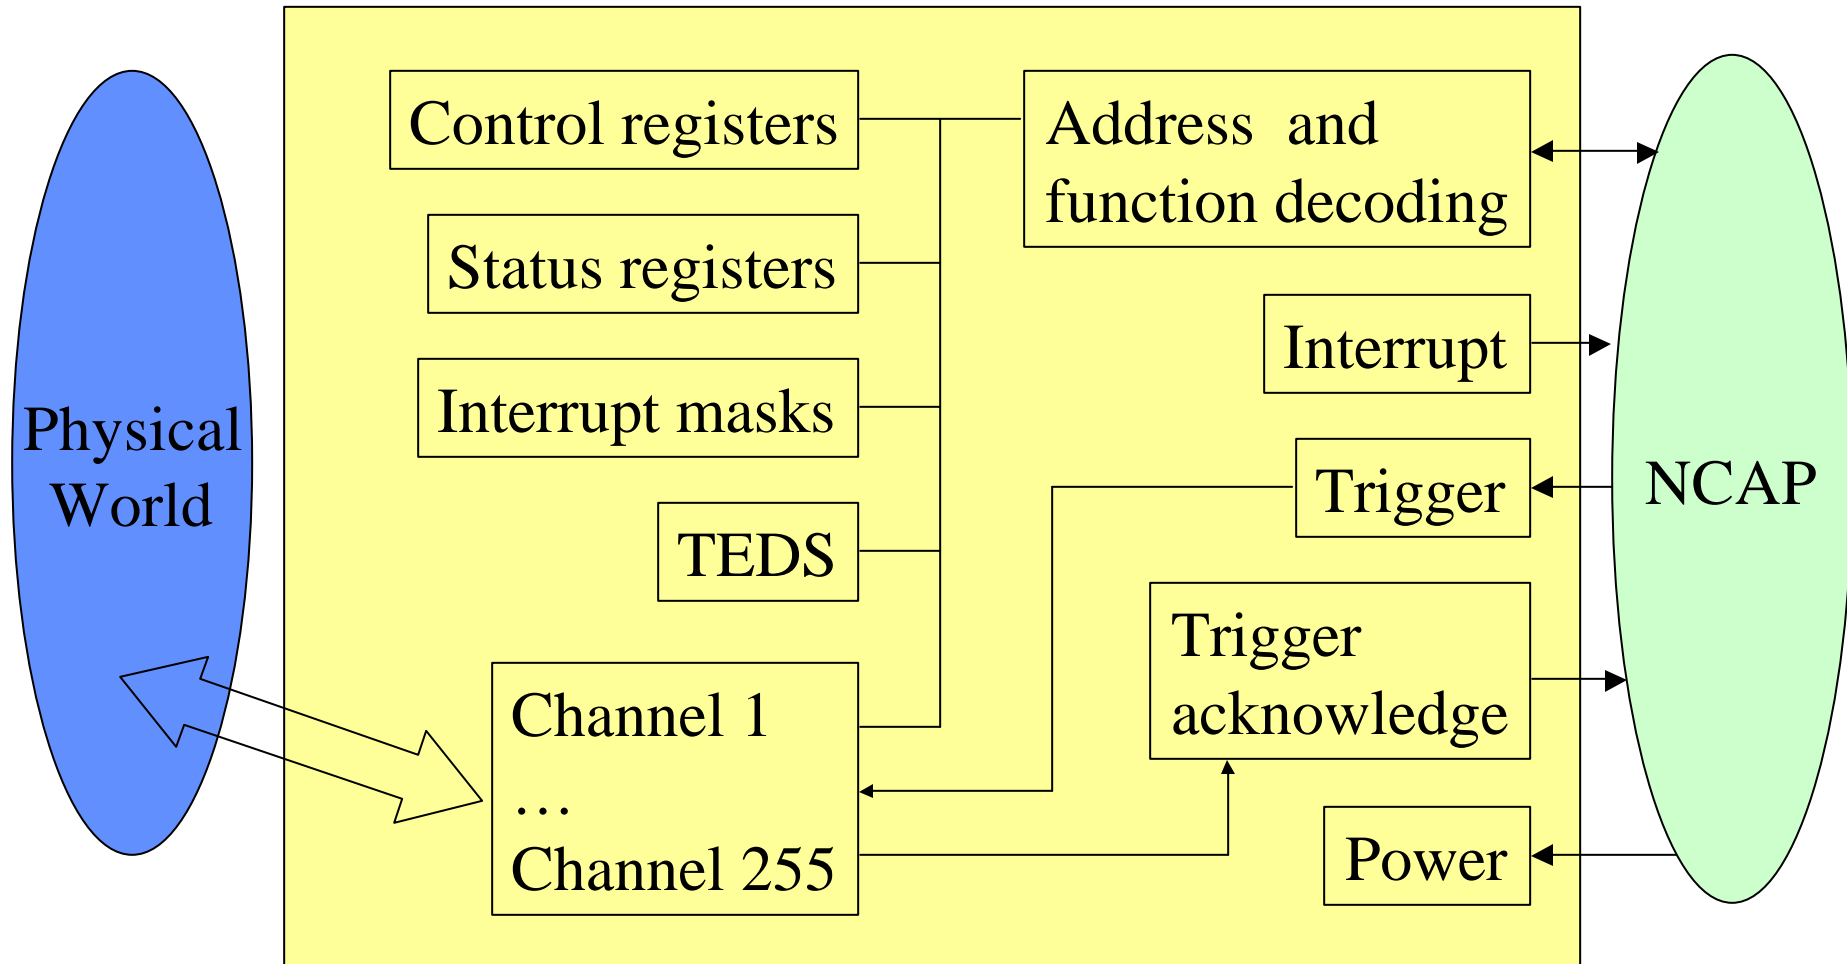 Physical
World
Control registers
Status registers
Interrupt masks
TEDS
Channel 1
…
Channel 255
Address and
function decoding
Interrupt
Trigger
Trigger
acknowledge
Power
NCAP